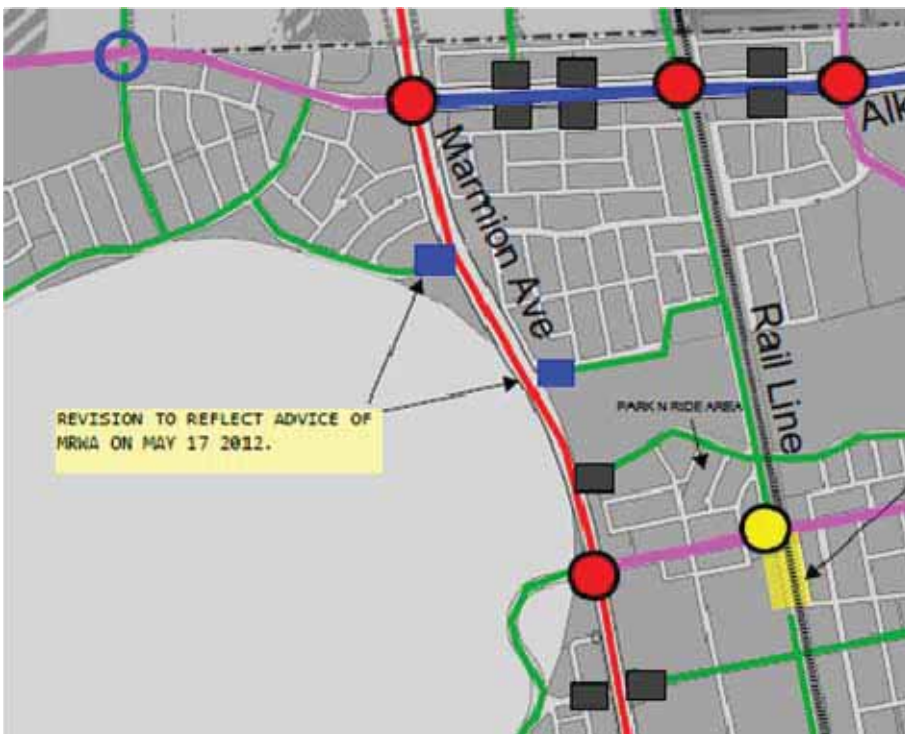 Alk
Marmion Ave
Rail Line
REVISION TO REFLECT ADVICE OF
MRWA ON MAY 17 2012.
PARK N RIDE AREA